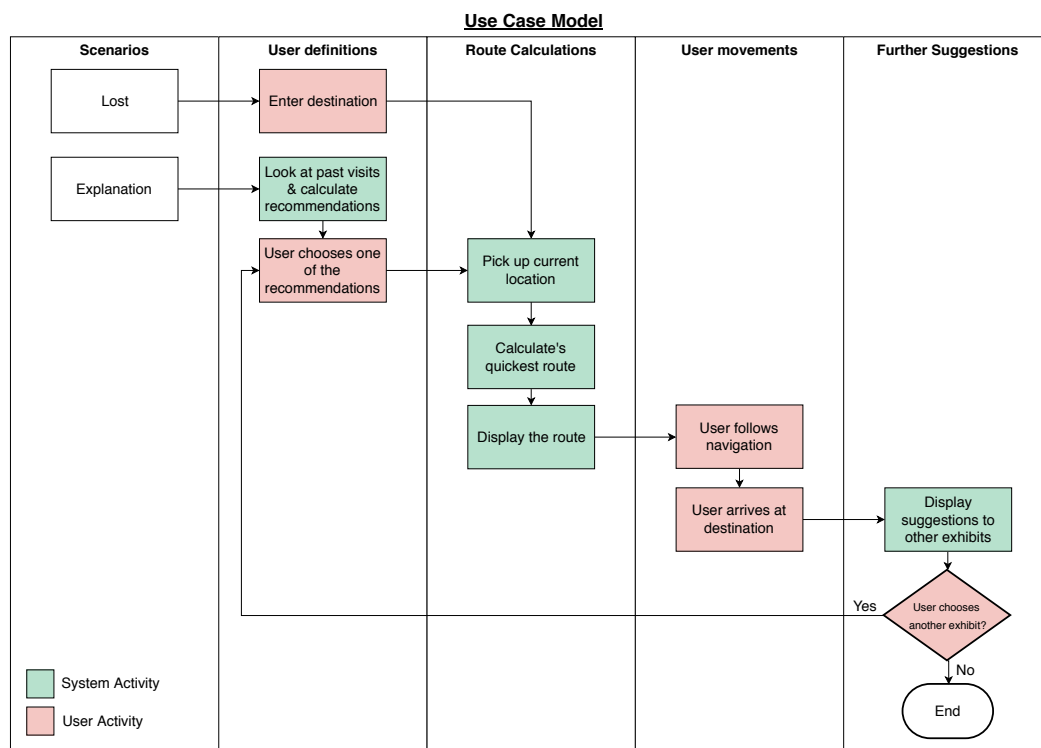 Use Case Model
Scenarios
User definitions
Route Calculations
User movements
Further Suggestions
Lost
Enter destination
Explanation
Look at past visits
& calculate
recommendations
User chooses one
of the
recommendations
Pick up current
location
Calculate's
quickest route
Display the route
User follows
navigation
User arrives at
destination
Display
suggestions to
other exhibits
User chooses
another exhibit?
Yes
No
End
System Activity
User Activity